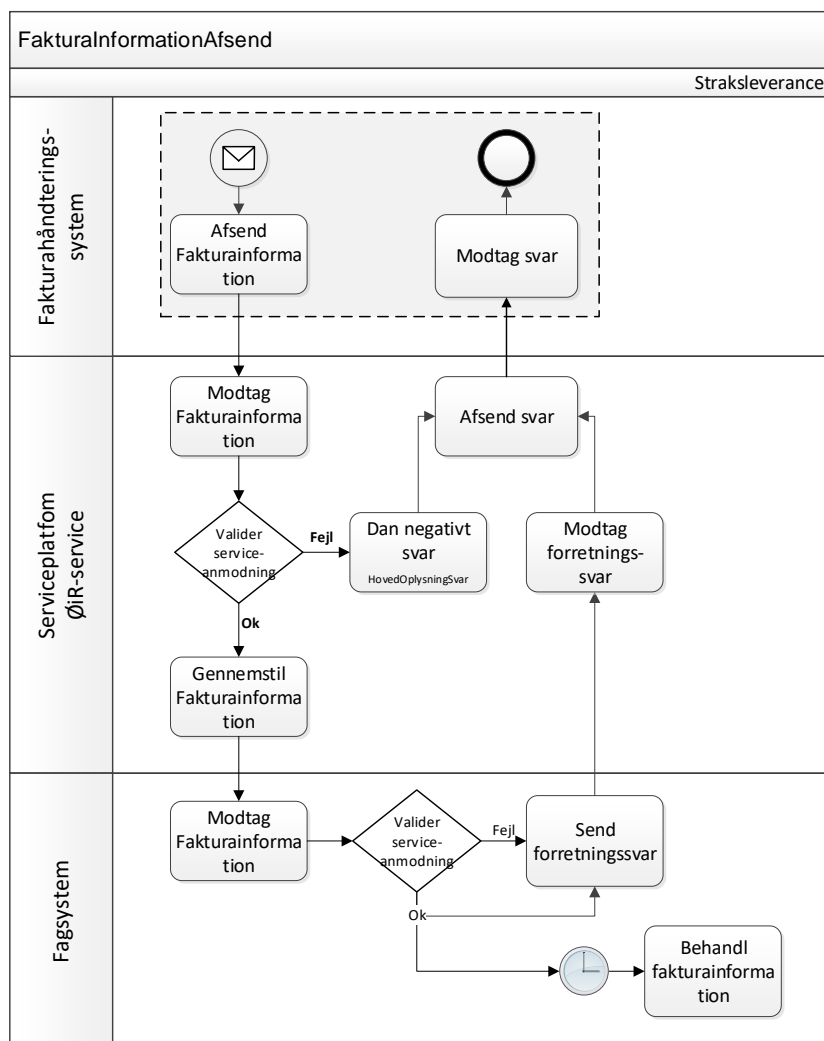 FakturaInformationAfsend
Straksleverance
Fakturahåndterings-
system
Afsend
Fakturainforma
tion
Modtag svar
Serviceplatfom
ØiR-service
Modtag
Fakturainforma
tion
Afsend svar
Valider
service-
anmodning
Fejl
Dan negativt
svar
HovedOplysningSvar
Modtag
forretnings-
svar
Ok
Gennemstil
Fakturainforma
tion
Fagsystem
Modtag
Fakturainforma
tion
Valider
service-
anmodning
Fejl
Send
forretningssvar
Ok
Behandl
fakturainforma
tion